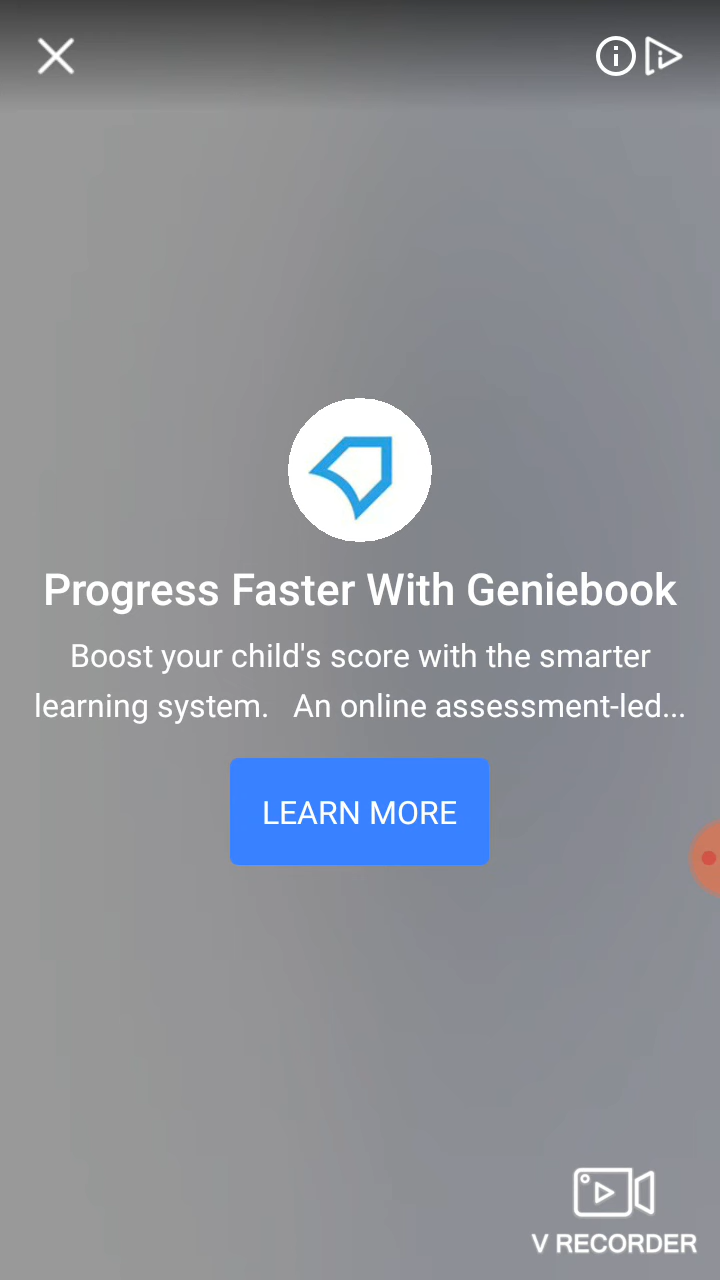 Progress Faster With Geniebook
Boost your child's score with the smarter
learning system.   An online assessment-led...
LEARN MORE
V RECORDER